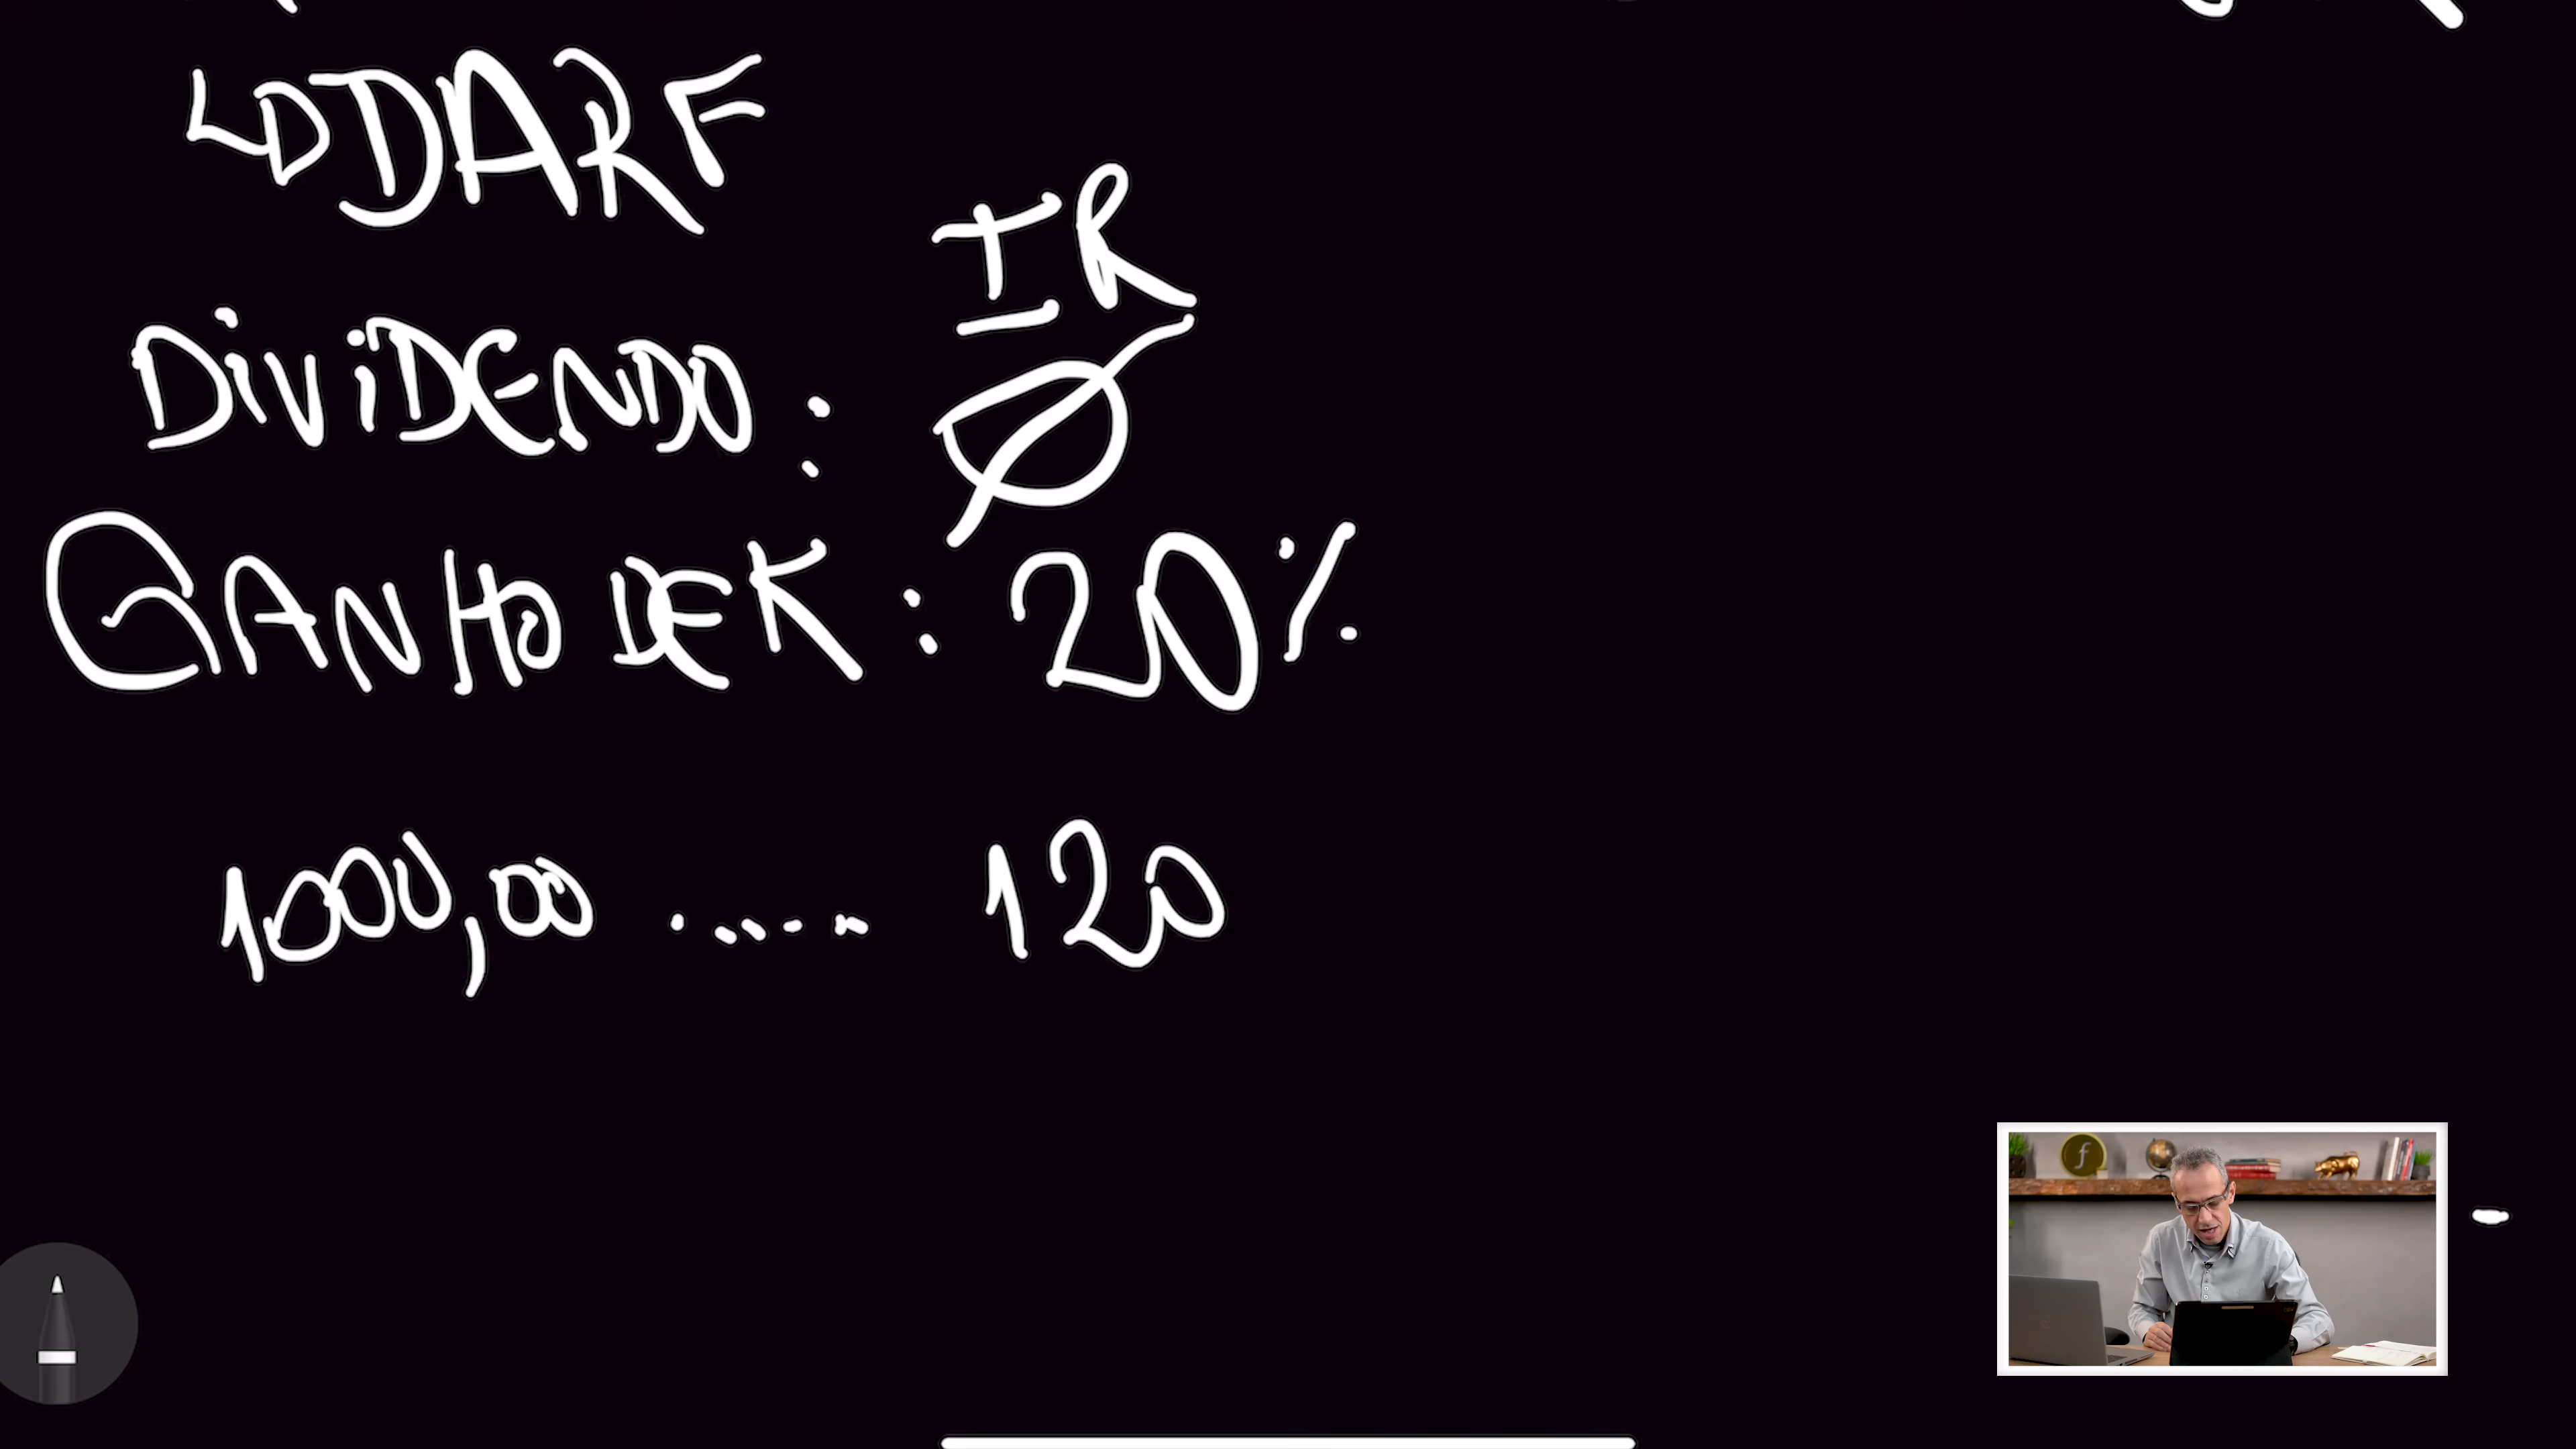 ↳ DARF
IR
DiViDENDO: Ø
GANHO DE K: 20%
1000,00 ..... 120